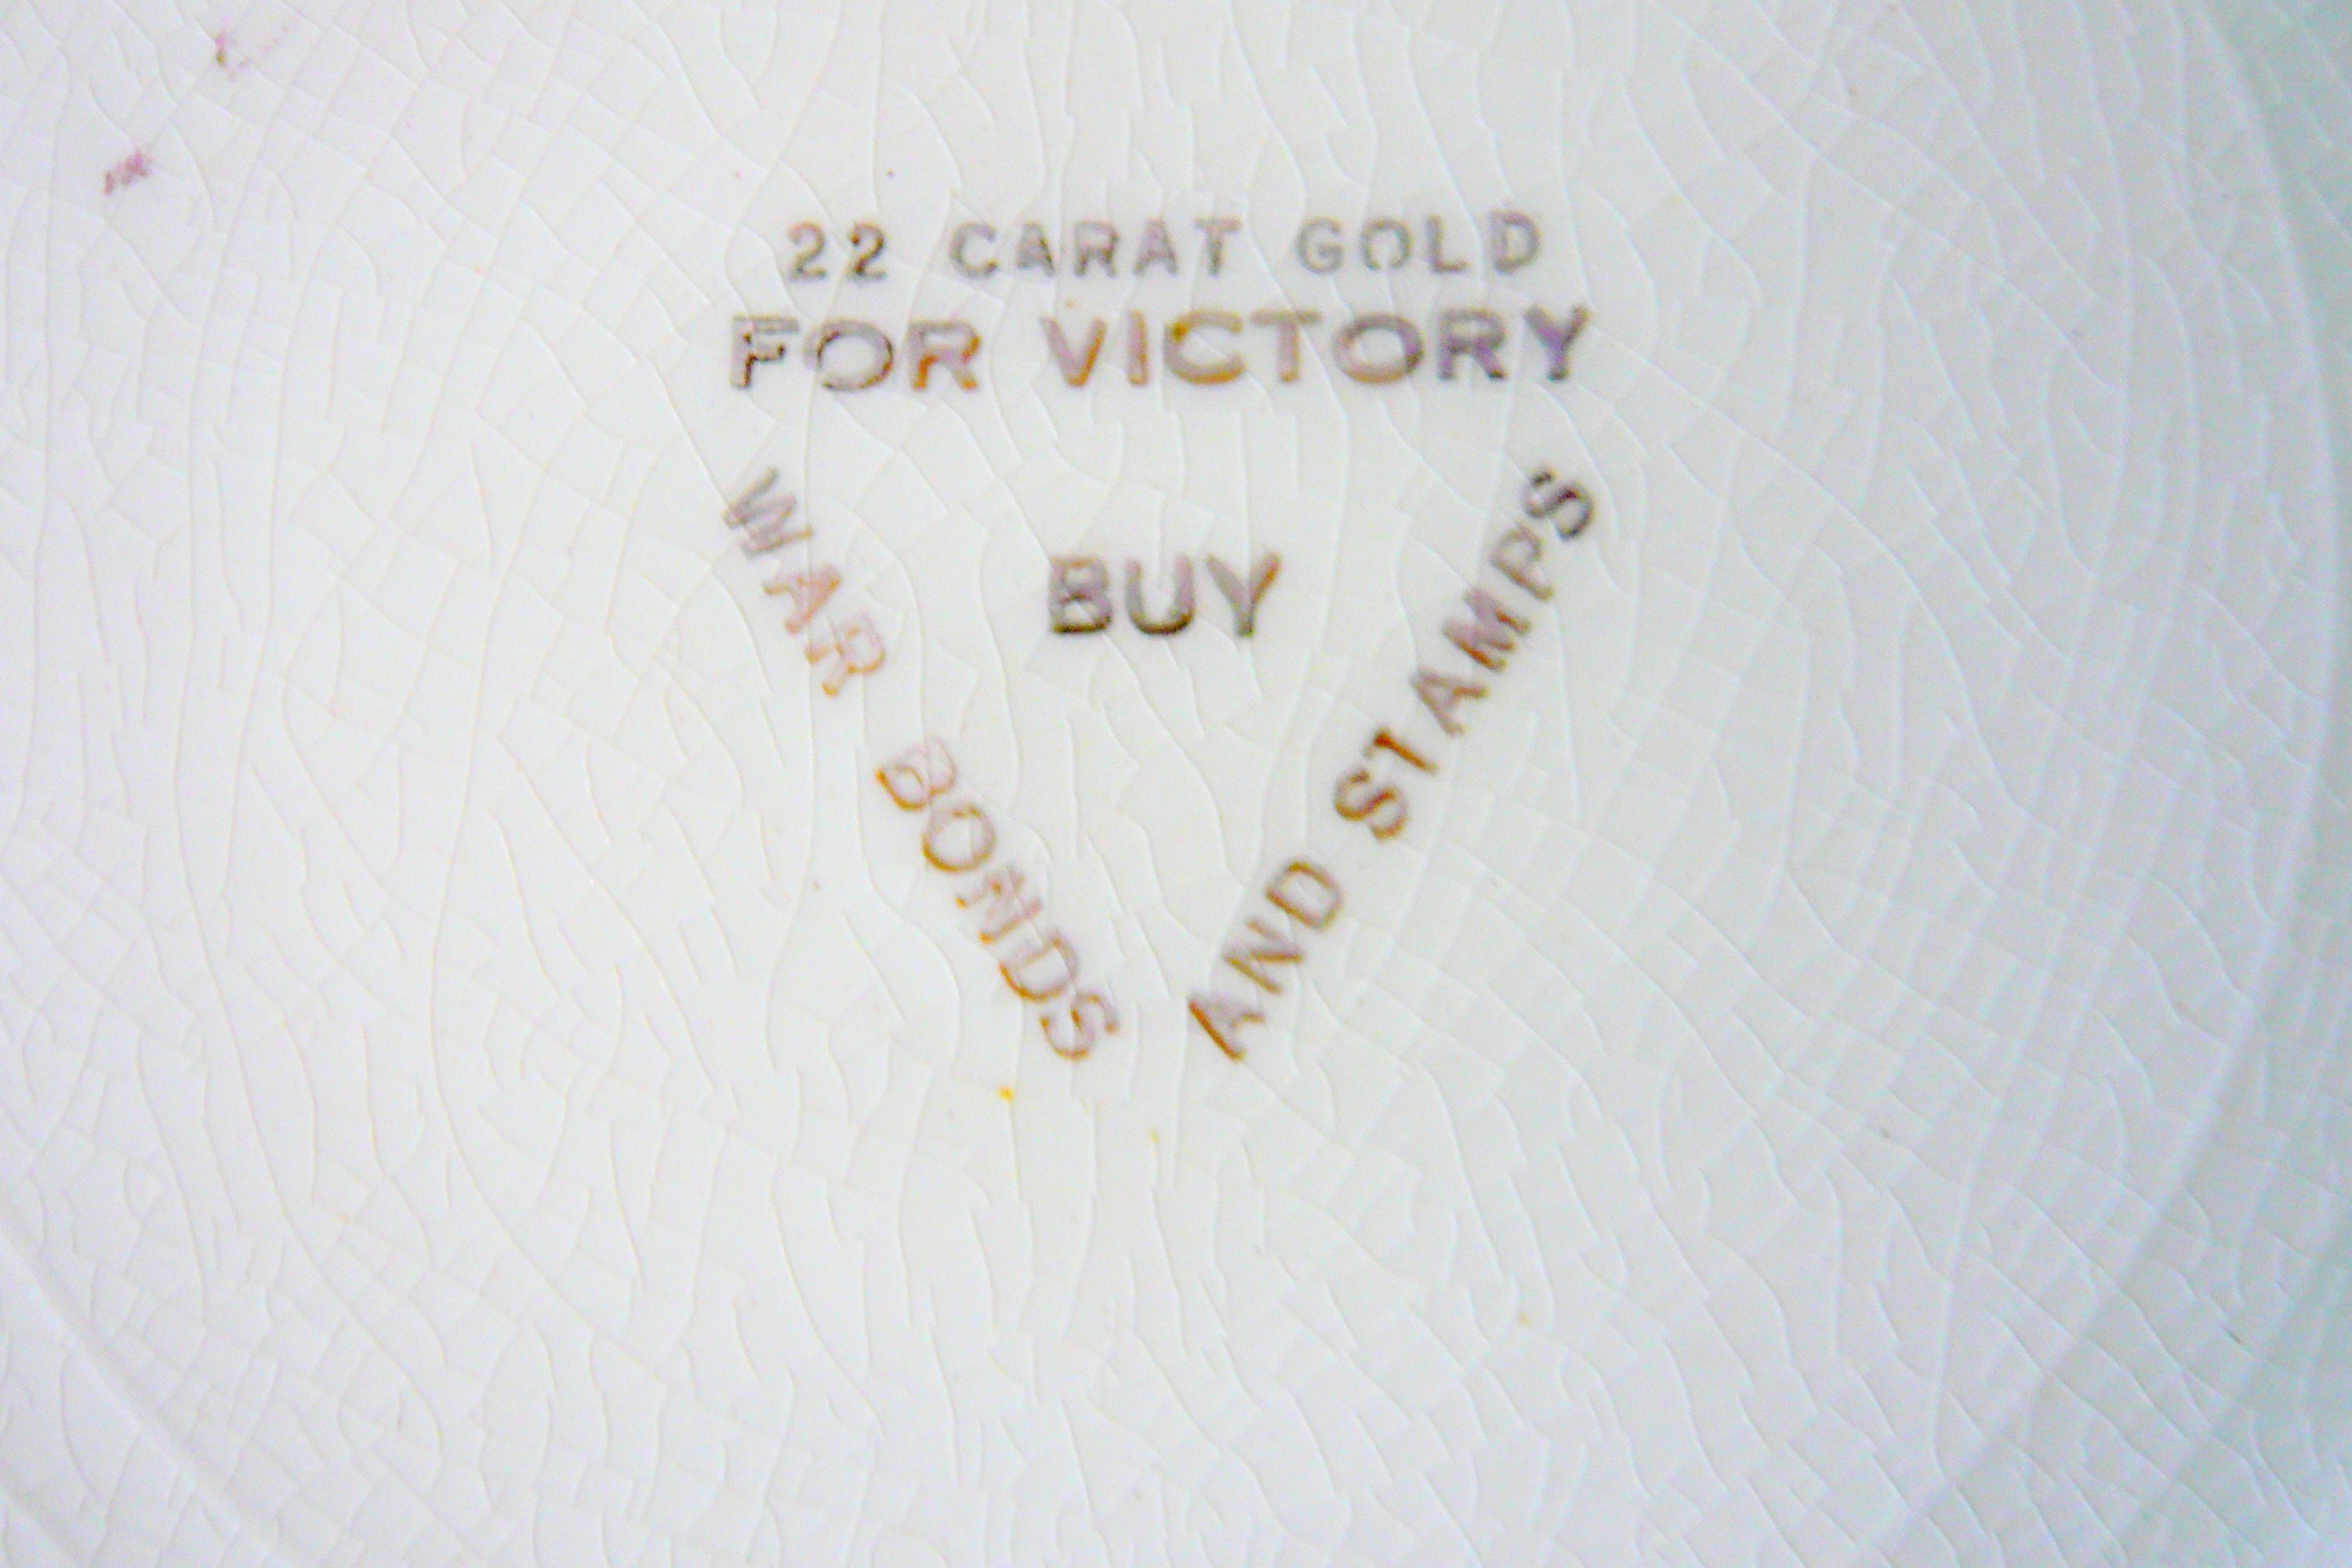 22 CARAT GOLD
FOR VICTORY
BUY
WAR BONDS
AND STAMPS